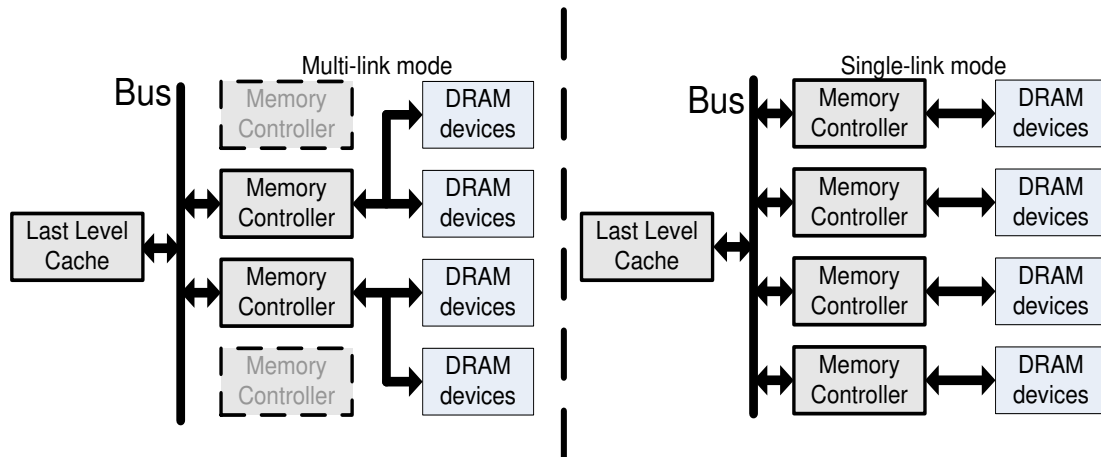 Multi-link mode
Bus
Memory
Controller
DRAM
devices
Memory
Controller
DRAM
devices
Last Level
Cache
Memory
Controller
DRAM
devices
Memory
Controller
DRAM
devices
Single-link mode
Bus
Memory
Controller
DRAM
devices
Memory
Controller
DRAM
devices
Last Level
Cache
Memory
Controller
DRAM
devices
Memory
Controller
DRAM
devices